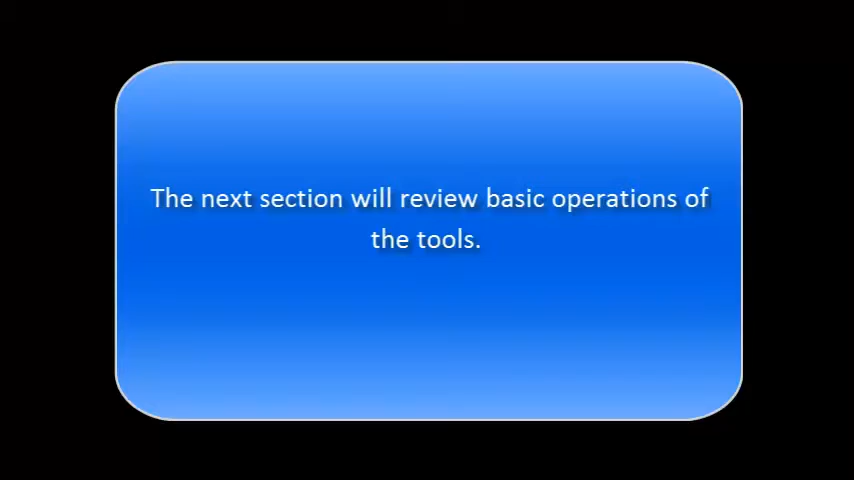 The next section will review basic operations of
the tools.